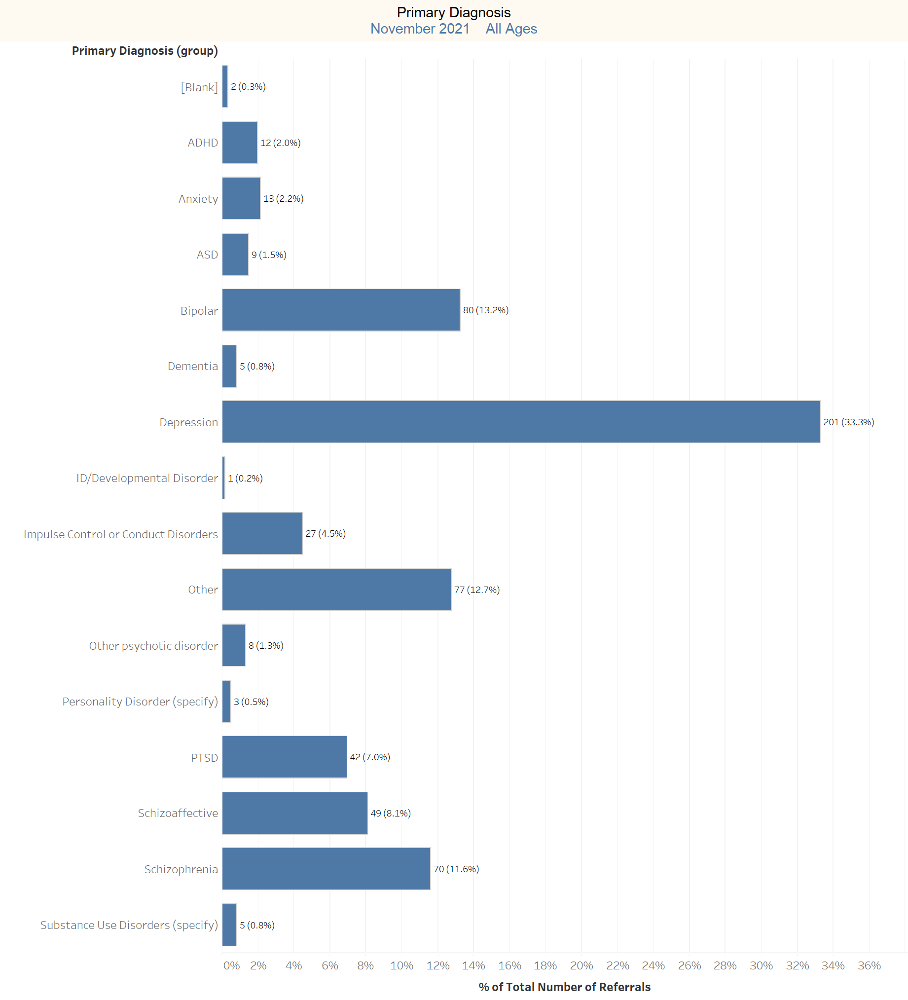 Primary Diagnosis
November 2021 All Ages
Primary Diagnosis (group)
[Blank] 2 (0.3%)
ADHD 12 (2.0%)
Anxiety 13 (2.2%)
ASD 9 (1.5%)
Bipolar 80 (13.2%)
Dementia 5 (0.8%)
Depression 201 (33.3%)
ID/Developmental Disorder 1 (0.2%)
Impulse Control or Conduct Disorders 27 (4.5%)
Other 77 (12.7%)
Other psychotic disorder 8 (1.3%)
Personality Disorder (specify) 3 (0.5%)
PTSD 42 (7.0%)
Schizoaffective 49 (8.1%)
Schizophrenia 70 (11.6%)
Substance Use Disorders (specify) 5 (0.8%)
0% 2% 4% 6% 8% 10% 12% 14% 16% 18% 20% 22% 24% 26% 28% 30% 32% 34% 36%
% of Total Number of Referrals